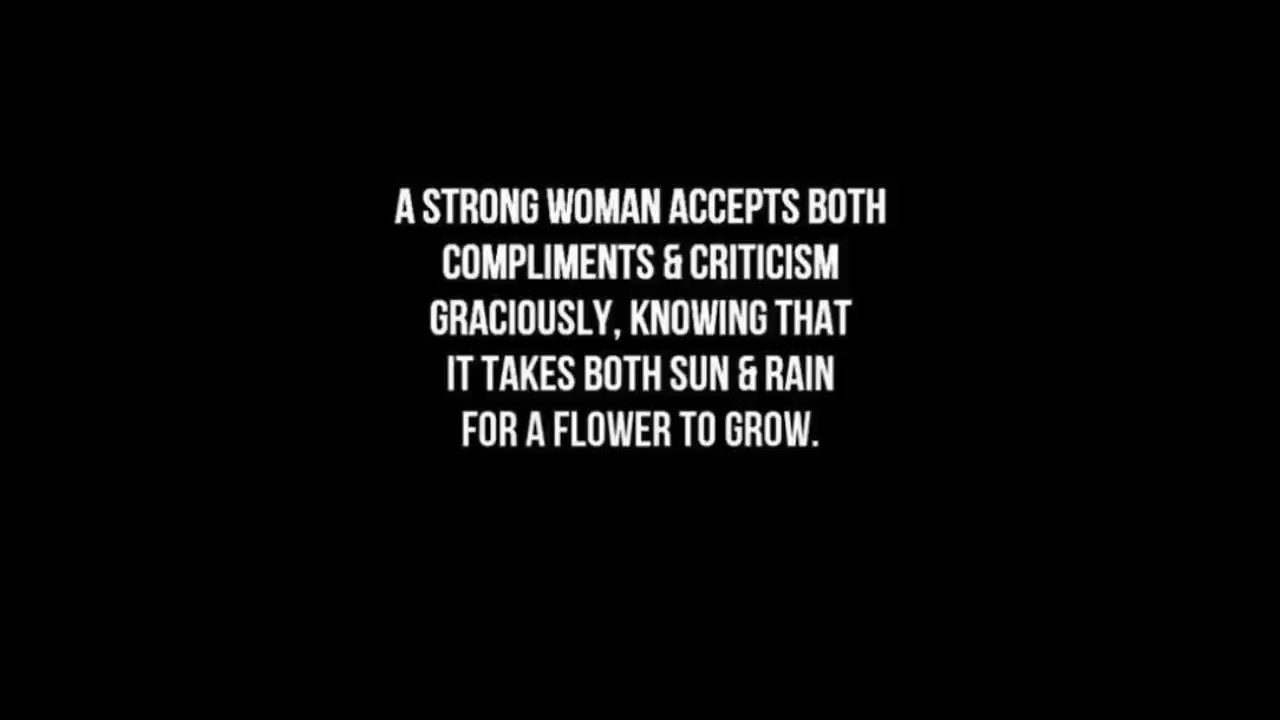 A STRONG WOMAN ACCEPTS BOTH
COMPLIMENTS & CRITICISM
GRACIOUSLY, KNOWING THAT
IT TAKES BOTH SUN & RAIN
FOR A FLOWER TO GROW.